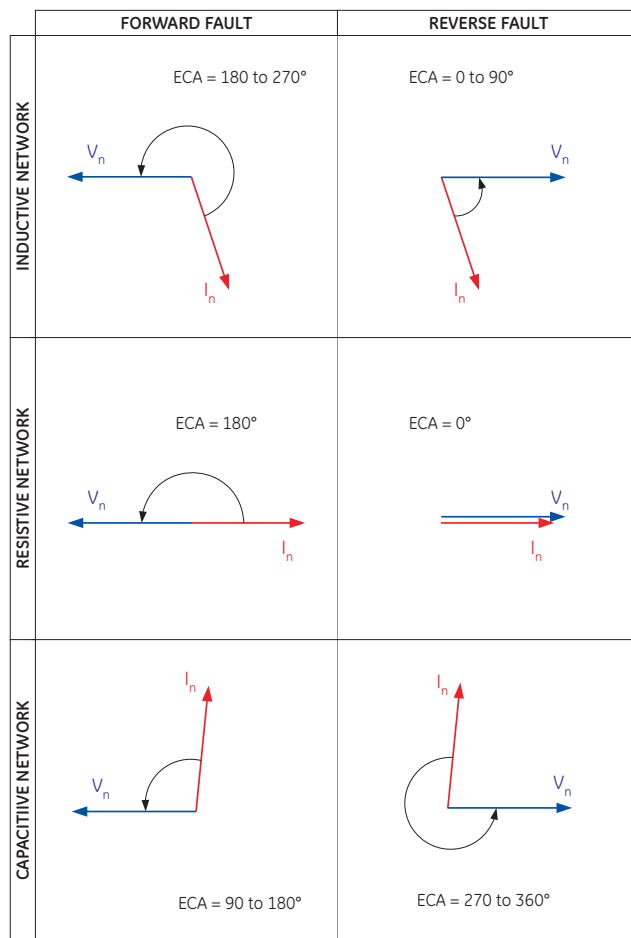 FORWARD FAULT
REVERSE FAULT
INDUCTIVE NETWORK
ECA = 180 to 270°
Vn
In
ECA = 0 to 90°
Vn
In
RESISTIVE NETWORK
ECA = 180°
Vn
In
ECA = 0°
Vn
In
CAPACITIIVE NETWORK
In
Vn
ECA = 90 to 180°
In
Vn
ECA = 270 to 360°